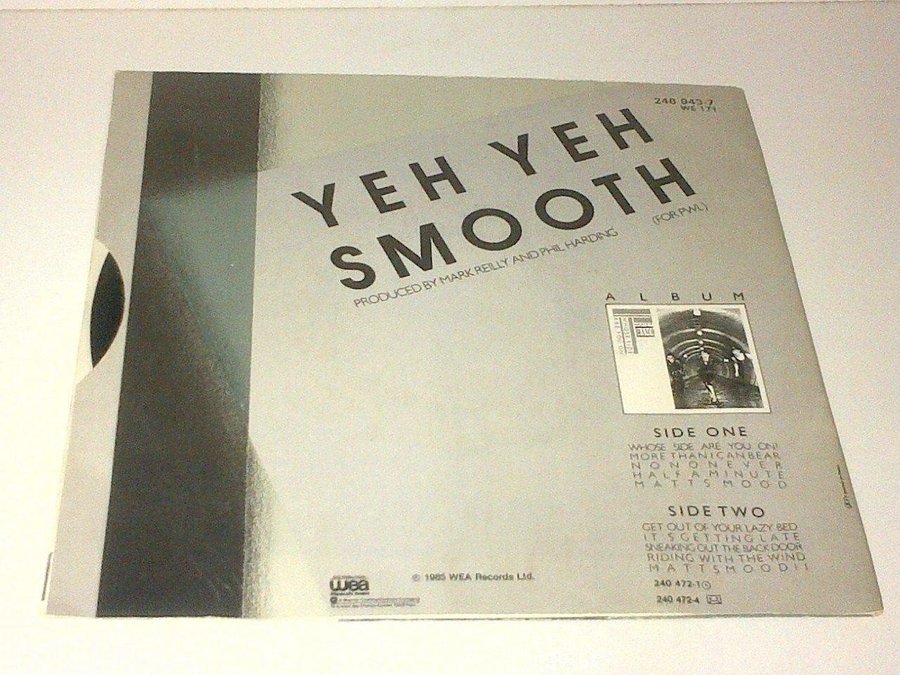 248 943-7
WE 171
YEH YEH
SMOOTH
PRODUCED BY MARK REILLY AND PHIL HARDING (FOR PWL)
ALBUM
SIDE ONE
WHOSE SIDE ARE YOU ON?
MORE THAN I CAN BEAR
NO NO NEVER
HALF A MINUTE
MATTS MOOD
SIDE TWO
GET OUT OF YOUR LAZY BED
IT'S GETTING LATE
SNEAKING OUT THE BACK DOOR
RIDING WITH THE WIND
MATTS MOOD II
240 472-1
240 472-4
wea
© 1985 WEA Records Ltd.